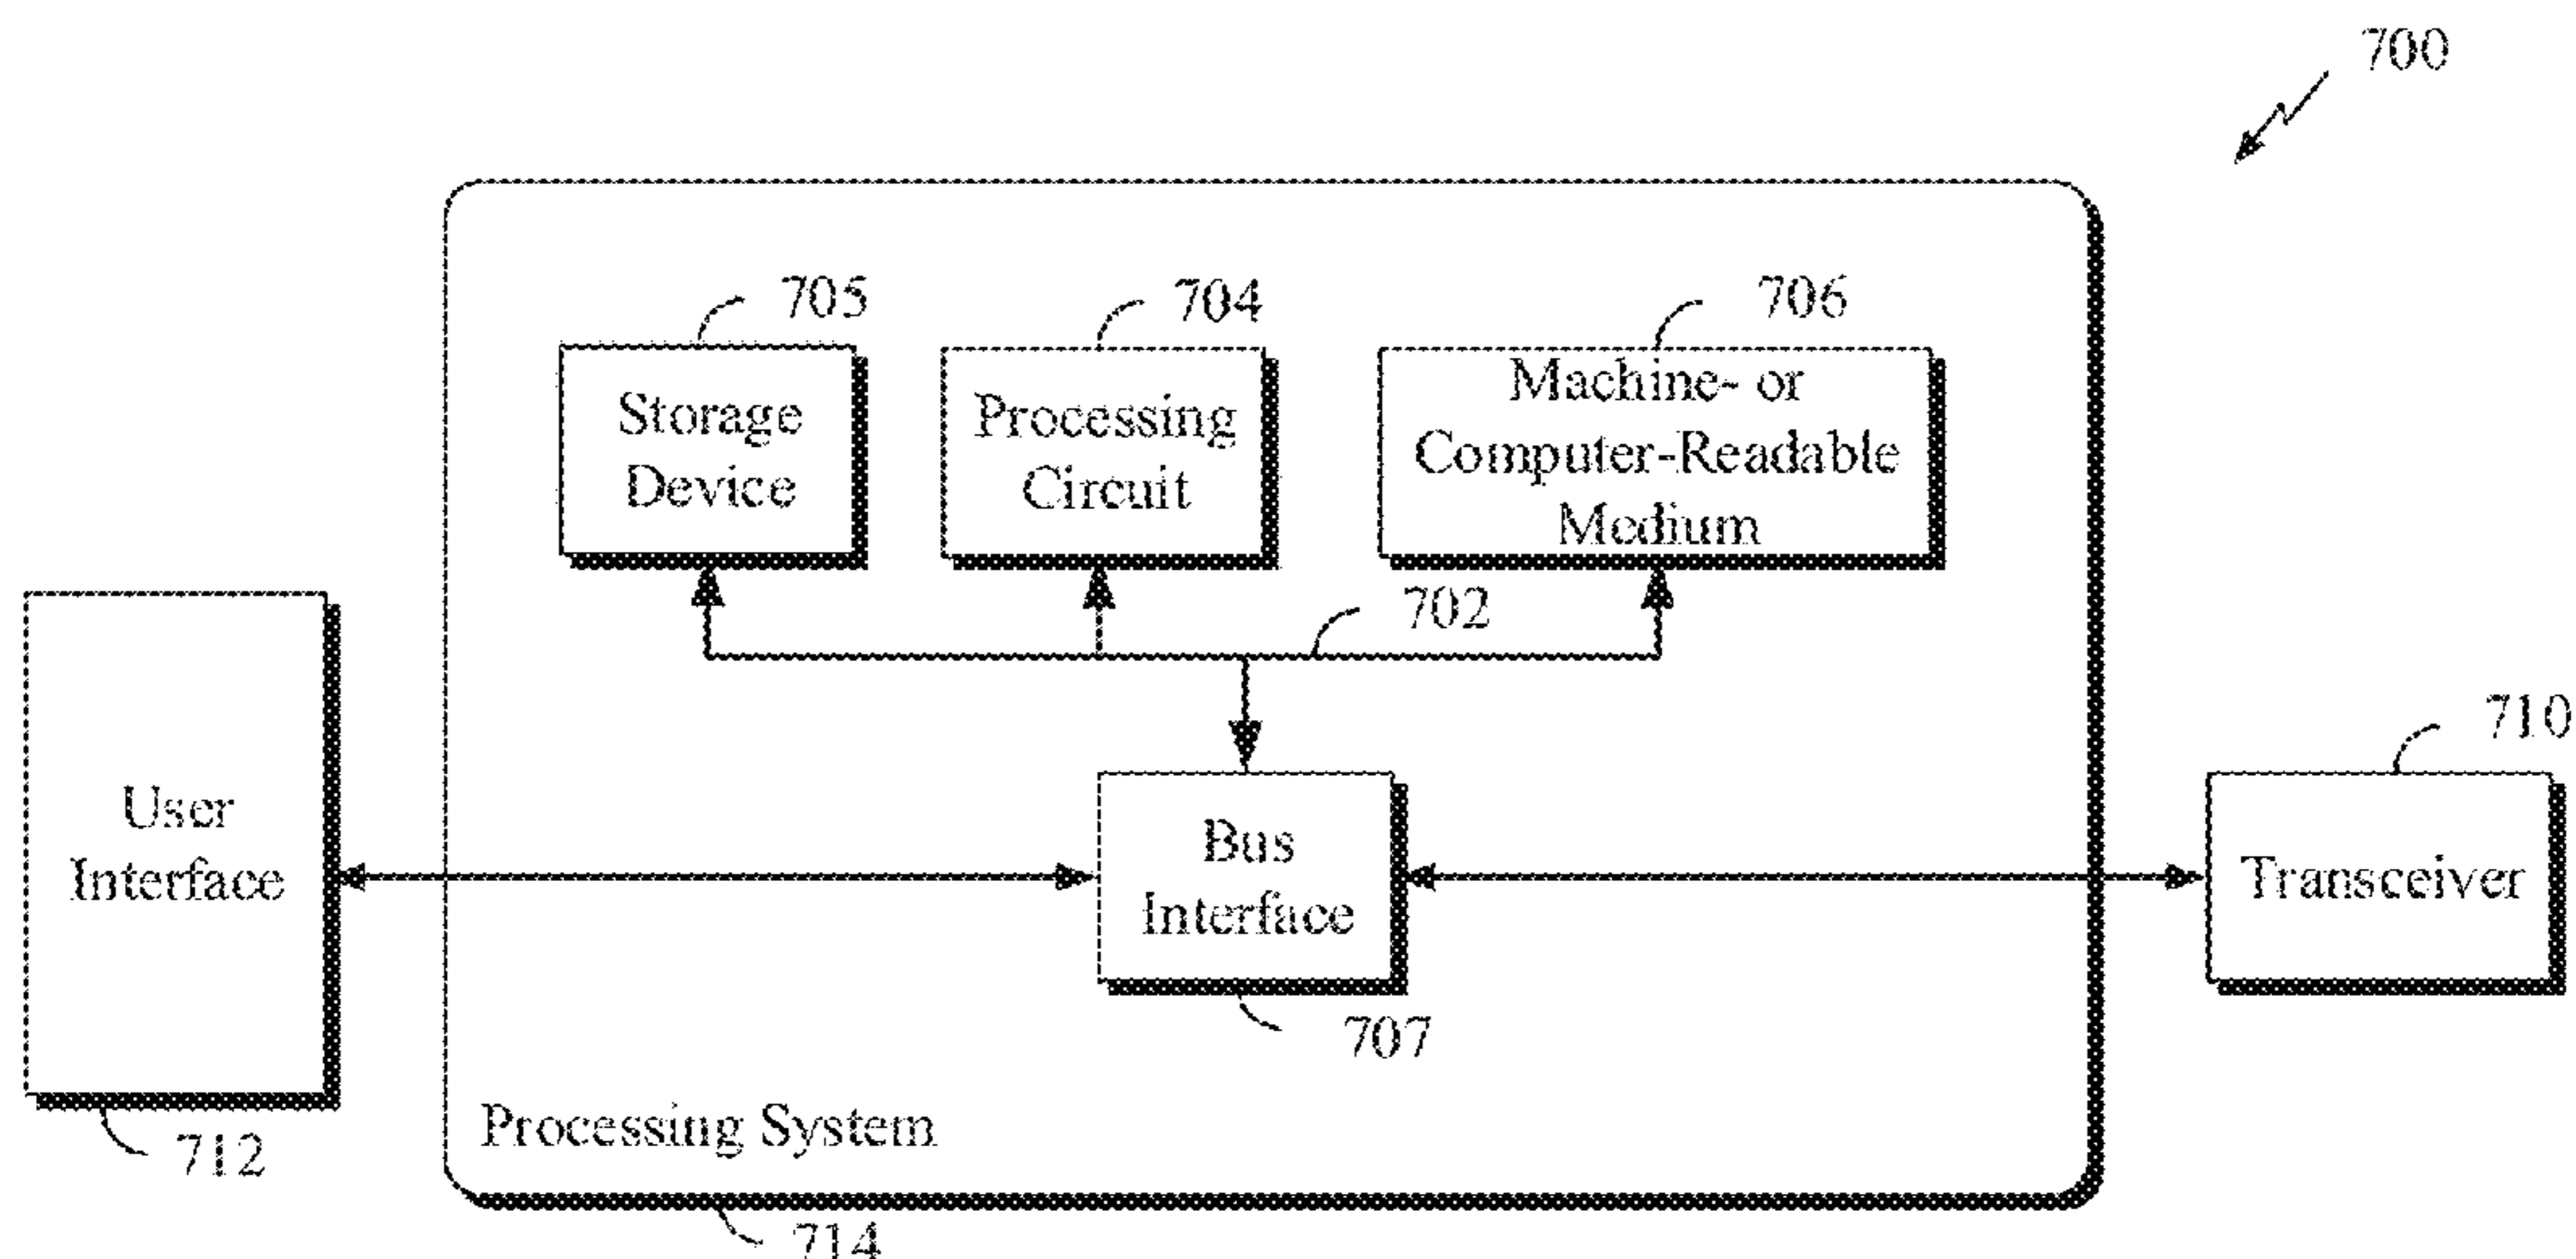 700
705
704
706
Storage
Device
Processing
Circuit
Machine- or
Computer-Readable
Medium
702
710
User
Interface
Bus
Interface
Transceiver
707
Processing System
712
714